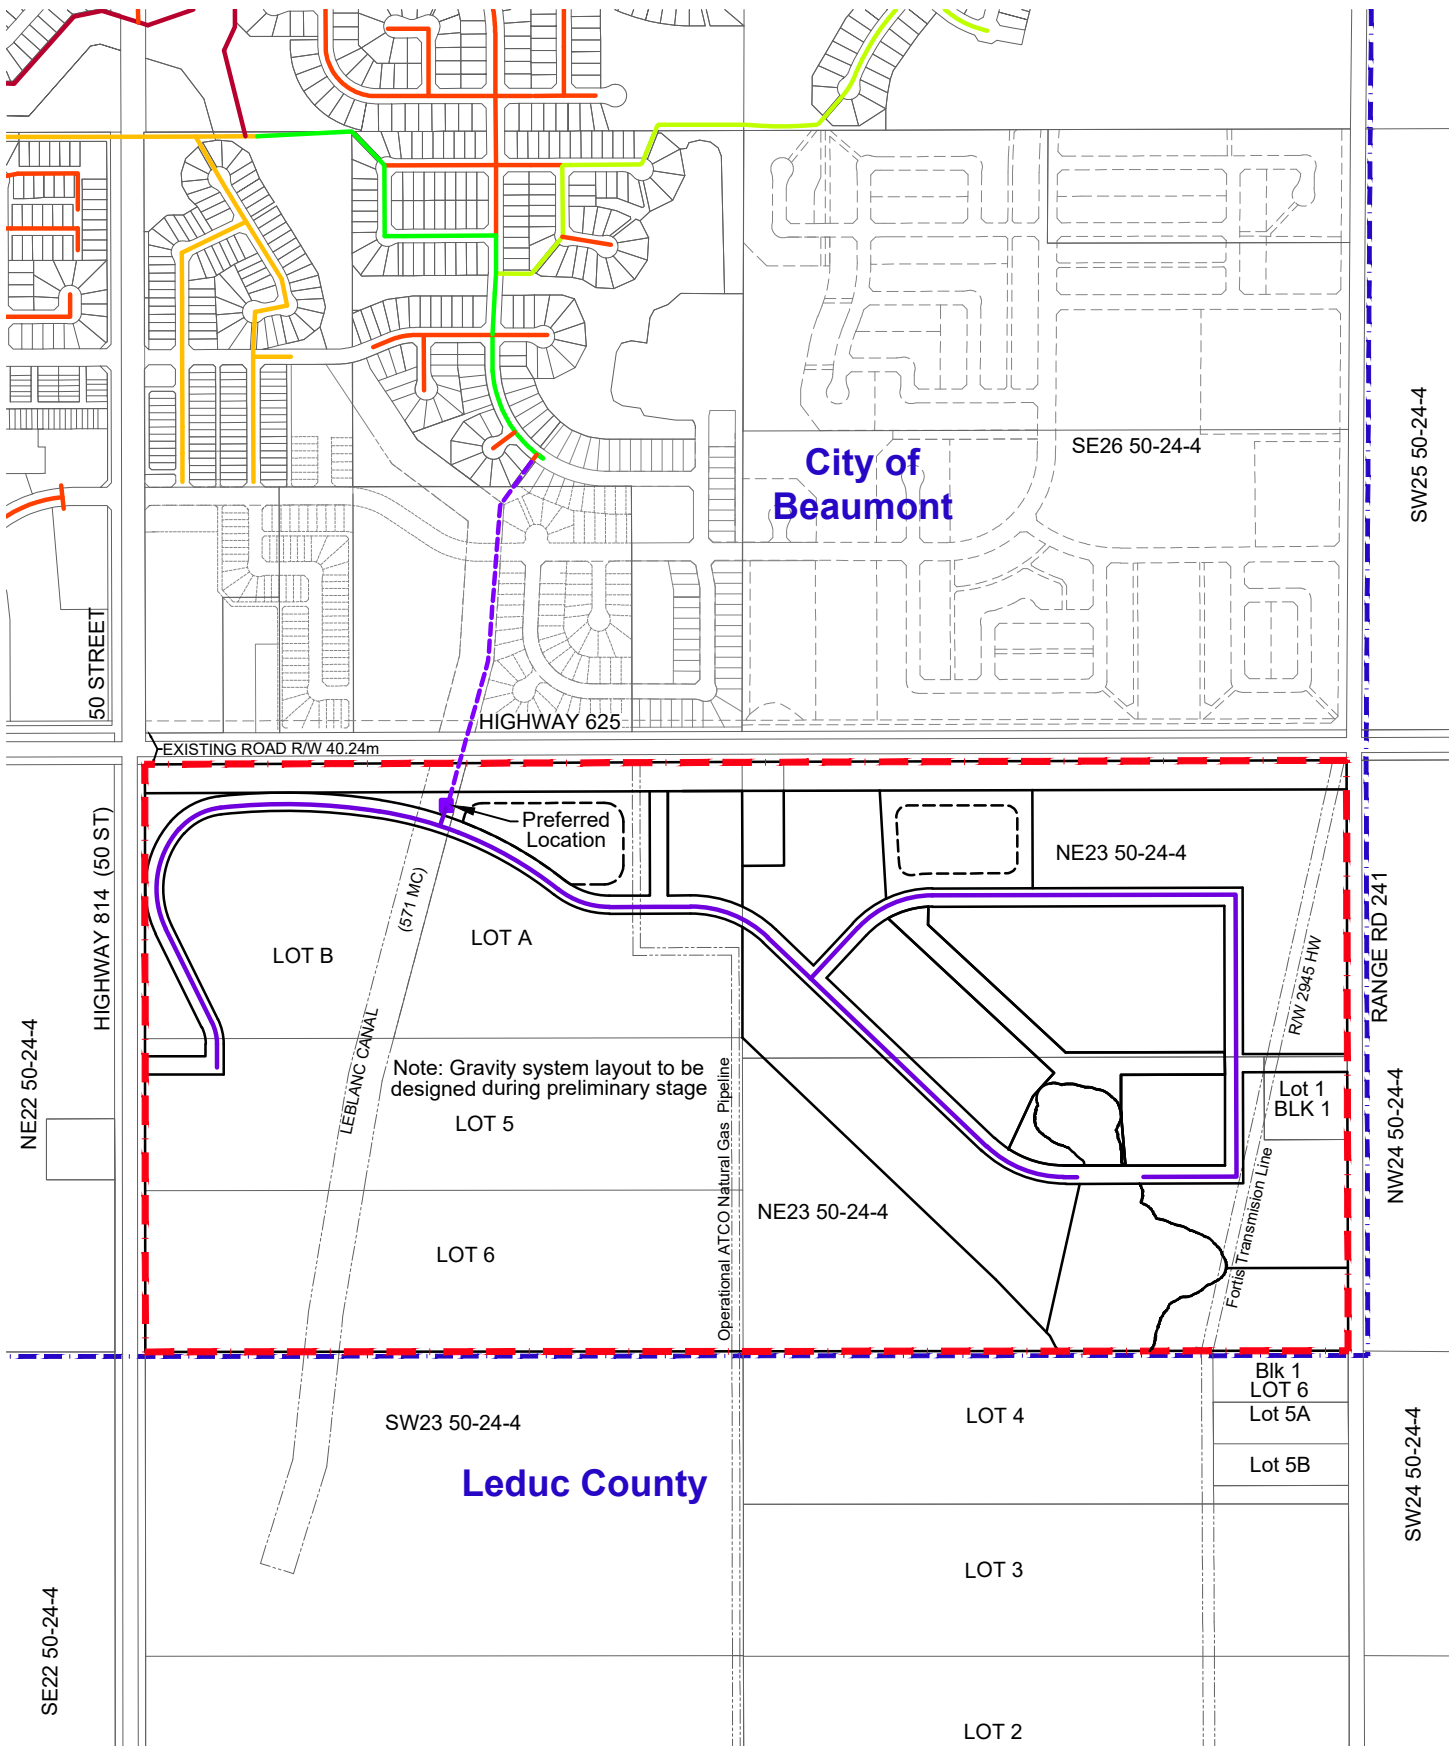 City of
Beaumont
SE26 50-24-4
SW25 50-24-4
50 STREET
HIGHWAY 625
EXISTING ROAD R/W 40.24m
Preferred
Location
NE23 50-24-4
HIGHWAY 814 (50 ST)
(571 MC)
LOT A
LOT B
R/W 2945 HW
RANGE RD 241
NE22 50-24-4
LEBLANC CANAL
Note: Gravity system layout to be
designed during preliminary stage
LOT 5
Operational ATCO Natural Gas Pipeline
Lot 1
BLK 1
NW24 50-24-4
NE23 50-24-4
LOT 6
Fortis Transmision Line
Blk 1
LOT 6
Lot 5A
Lot 5B
SW23 50-24-4
LOT 4
Leduc County
SW24 50-24-4
LOT 3
SE22 50-24-4
LOT 2